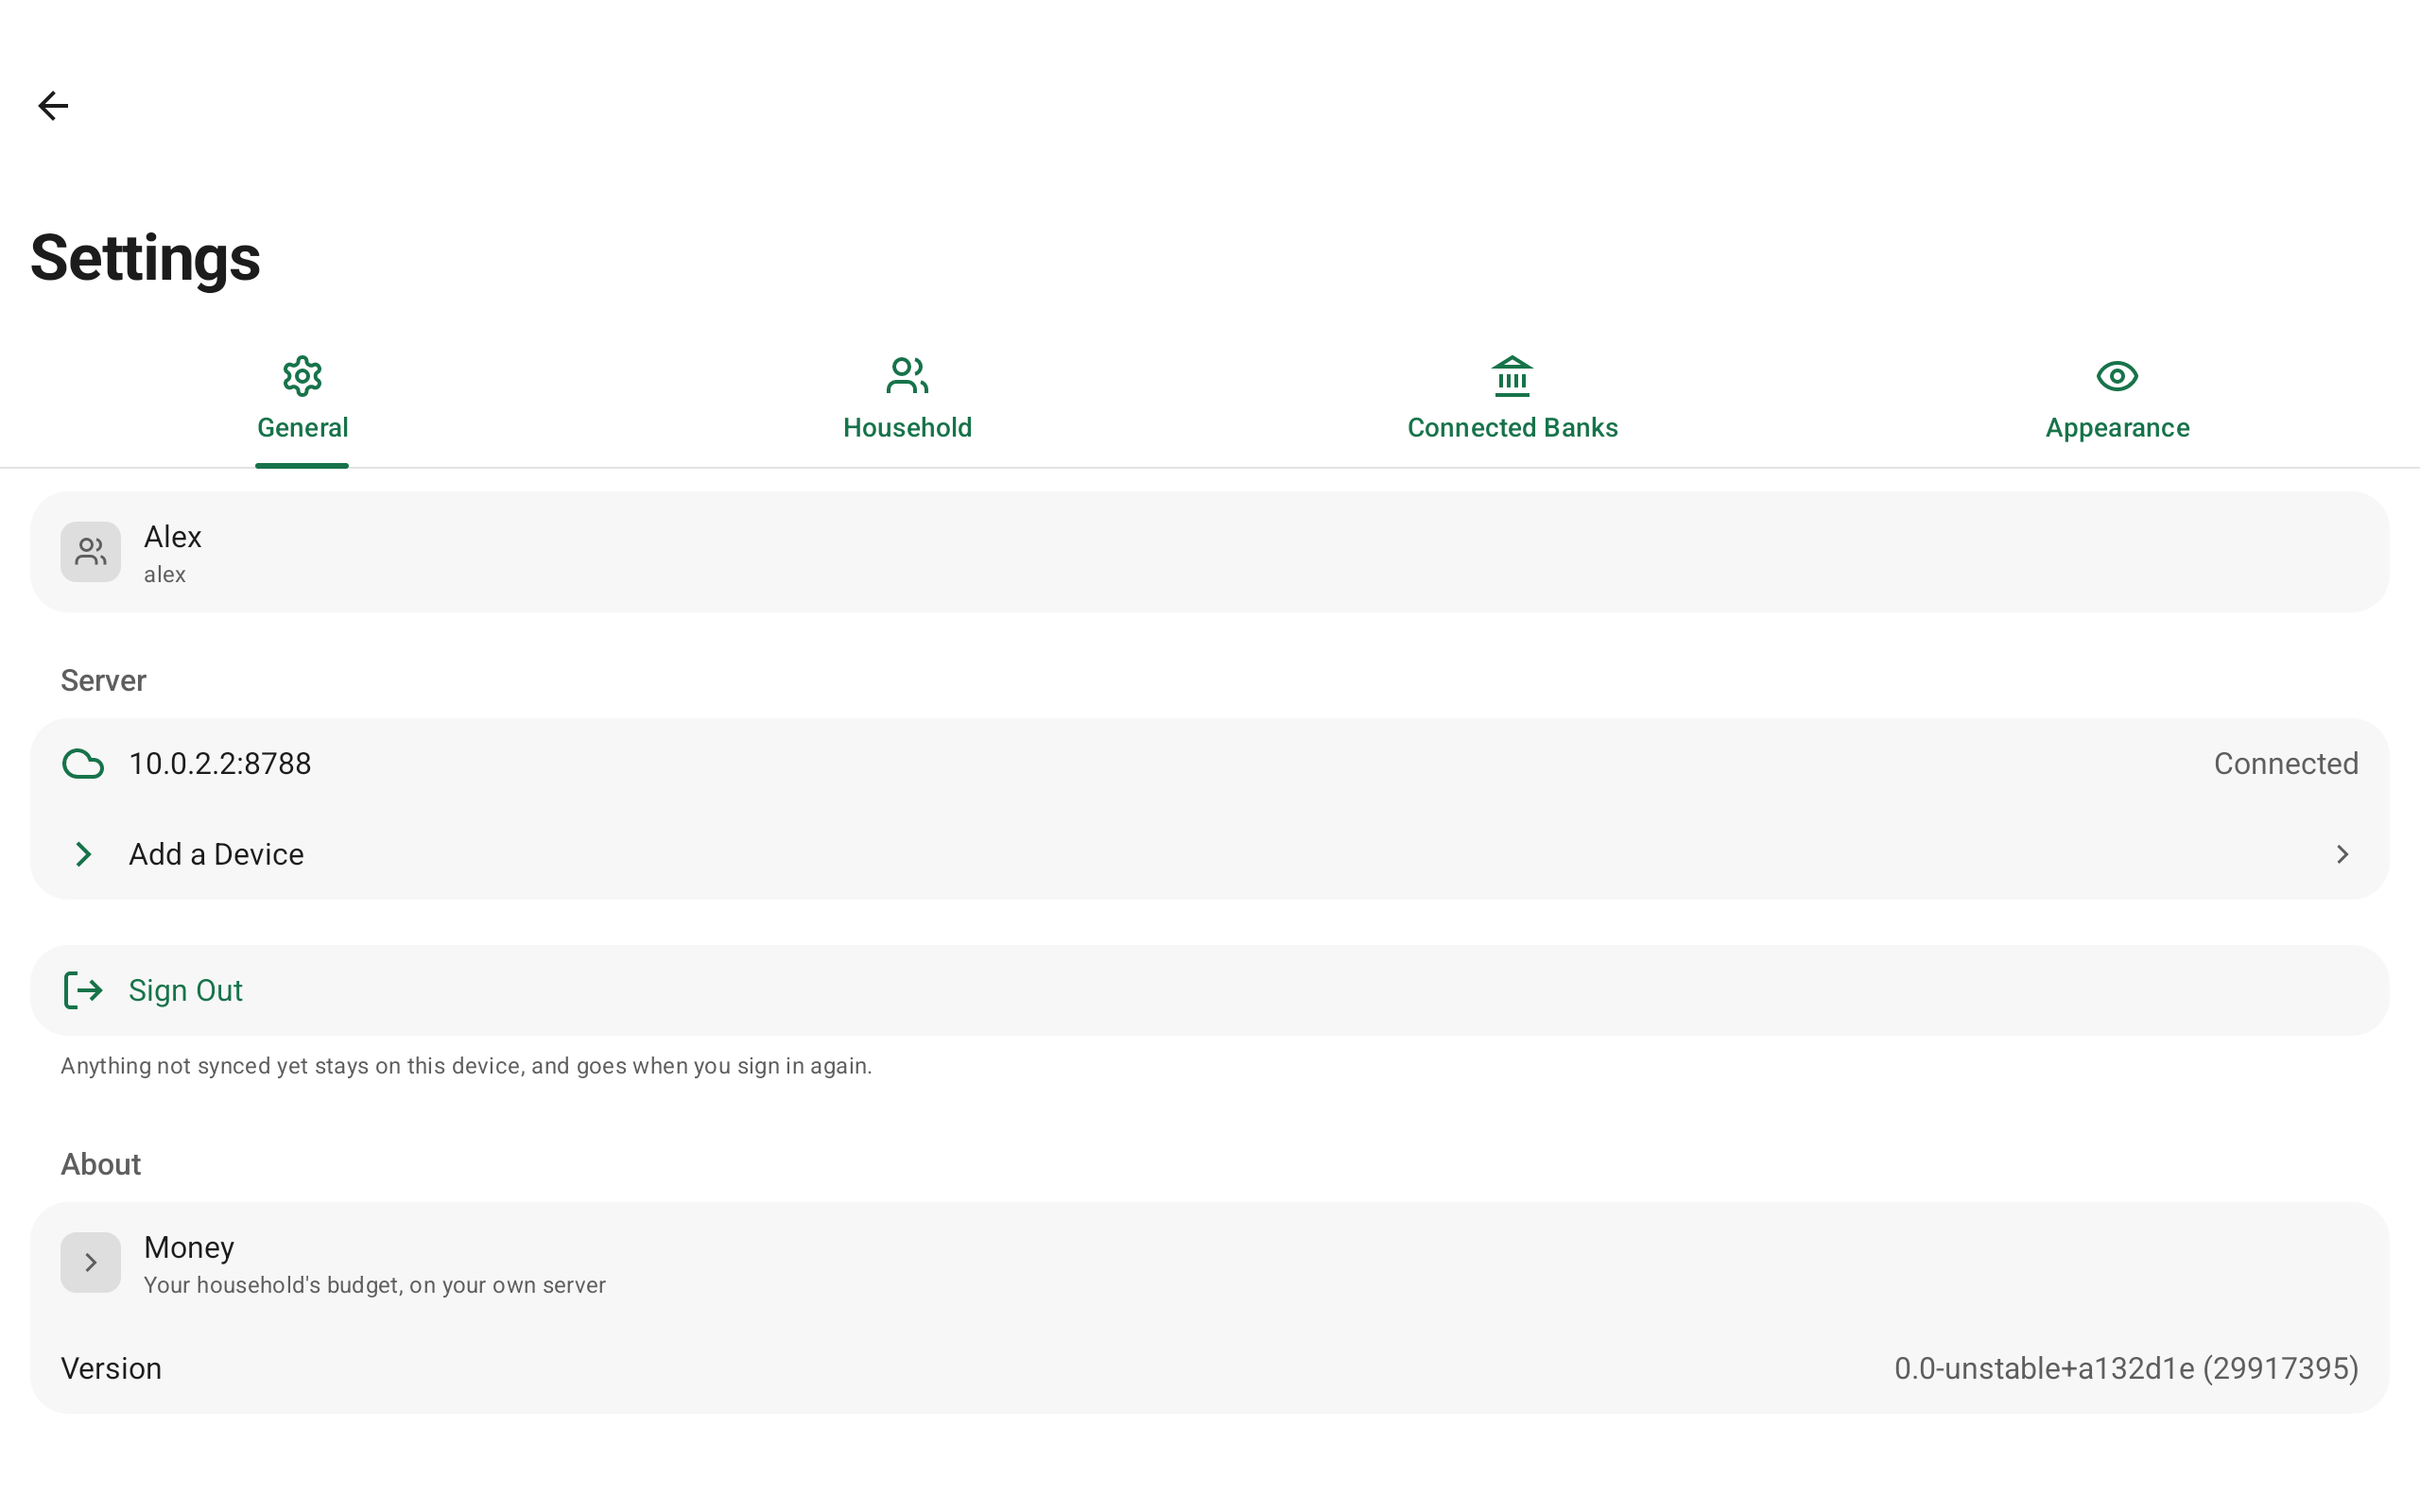 Settings
General
Household
Connected Banks
Appearance
Alex
alex
Server
10.0.2.2:8788
Connected
Add a Device
Sign Out
Anything not synced yet stays on this device, and goes when you sign in again.
About
Money
Your household's budget, on your own server
Version
0.0-unstable+a132d1e (29917395)